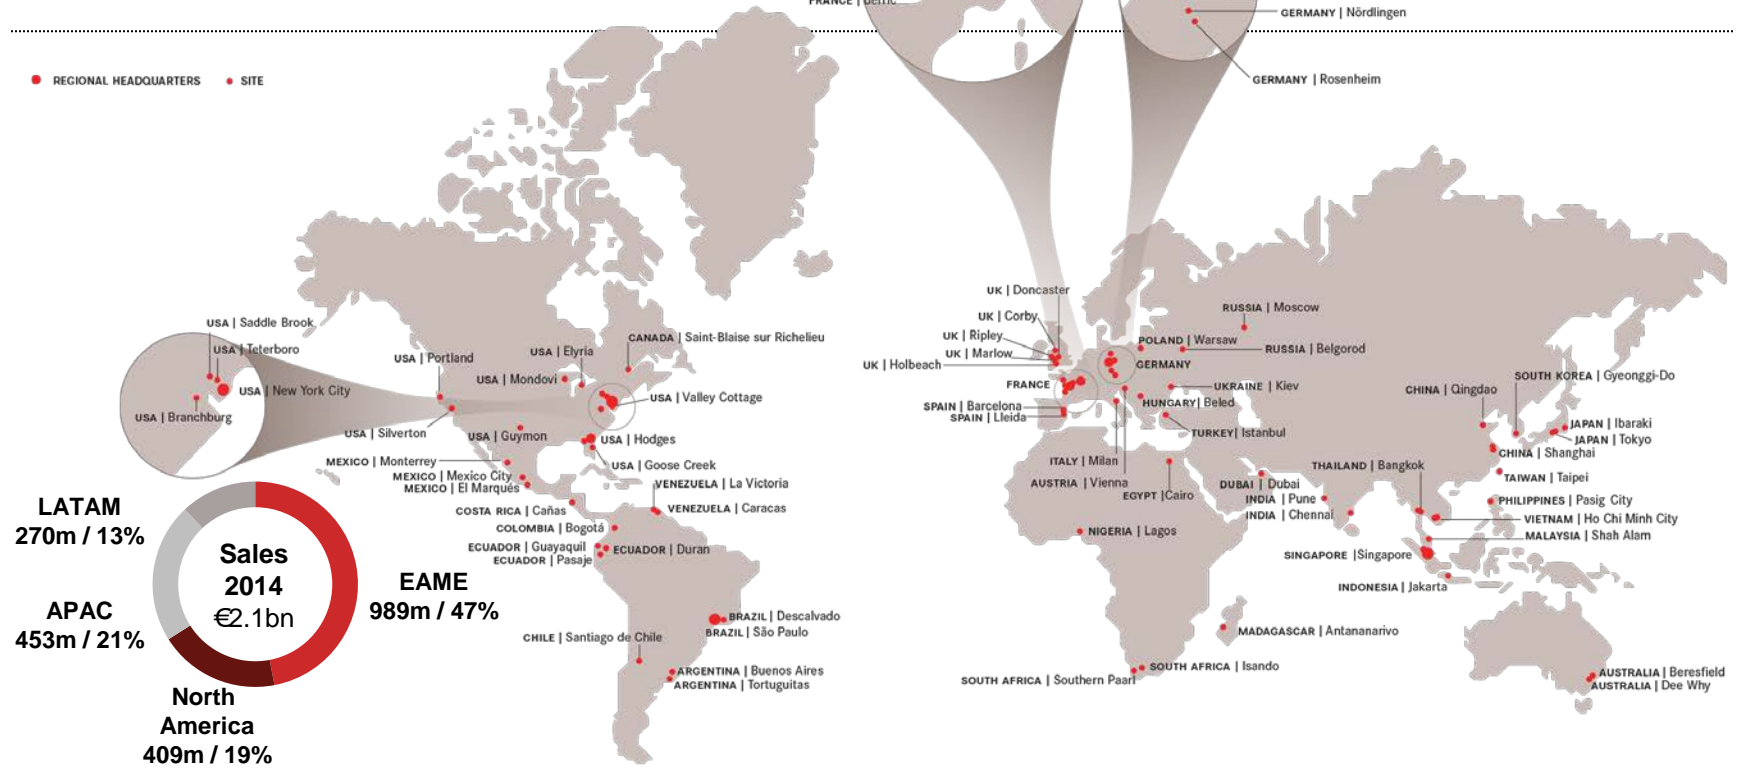 FRANCE | Berric
GERMANY | Nördlingen
GERMANY | Rosenheim
REGIONAL HEADQUARTERS
SITE
UK | Doncaster
UK | Corby
UK | Ripley
UK | Marlow
UK | Holbeach
RUSSIA | Moscow
POLAND | Warsaw
RUSSIA | Belgorod
GERMANY
FRANCE
UKRAINE | Kiev
SPAIN | Barcelona
SPAIN | Lleida
HUNGARY| Beled
TURKEY| Istanbul
ITALY | Milan
AUSTRIA | Vienna
EGYPT |Cairo
DUBAI | Dubai
INDIA | Pune
INDIA | Chennai
THAILAND | Bangkok
CHINA | Qingdao
SOUTH KOREA | Gyeonggi-Do
JAPAN | Ibaraki
JAPAN | Tokyo
CHINA | Shanghai
TAIWAN | Taipei
PHILIPPINES | Pasig City
VIETNAM | Ho Chi Minh City
MALAYSIA | Shah Alam
SINGAPORE |Singapore
INDONESIA | Jakarta
NIGERIA | Lagos
MADAGASCAR | Antananarivo
SOUTH AFRICA | Isando
SOUTH AFRICA | Southern Paarl
AUSTRALIA | Beresfield
AUSTRALIA | Dee Why
USA | Saddle Brook
USA | Teterboro
USA | New York City
USA | Branchburg
USA | Portland
USA | Elyria
CANADA | Saint-Blaise sur Richelieu
USA | Mondovi
USA | Valley Cottage
USA | Silverton
USA | Guymon
USA | Hodges
USA | Goose Creek
MEXICO | Monterrey
MEXICO | Mexico City
MEXICO | El Marqués
VENEZUELA | La Victoria
VENEZUELA | Caracas
COSTA RICA | Cañas
COLOMBIA | Bogotá
ECUADOR | Guayaquil
ECUADOR | Duran
ECUADOR | Pasaje
BRAZIL | Descalvado
BRAZIL | São Paulo
CHILE | Santiago de Chile
ARGENTINA | Buenos Aires
ARGENTINA | Tortuguitas
LATAM
270m / 13%
APAC
453m / 21%
Sales
2014
€2.1bn
EAME
989m / 47%
North
America
409m / 19%